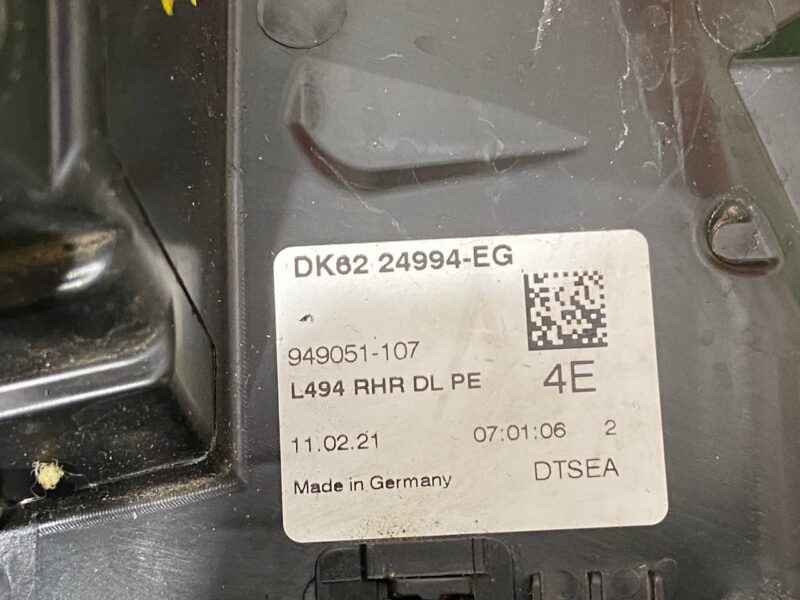 DK62 24994-EG
949051-107
L494 RHR DL PE 4E
11.02.21 07:01:06 2
Made in Germany DTSEA